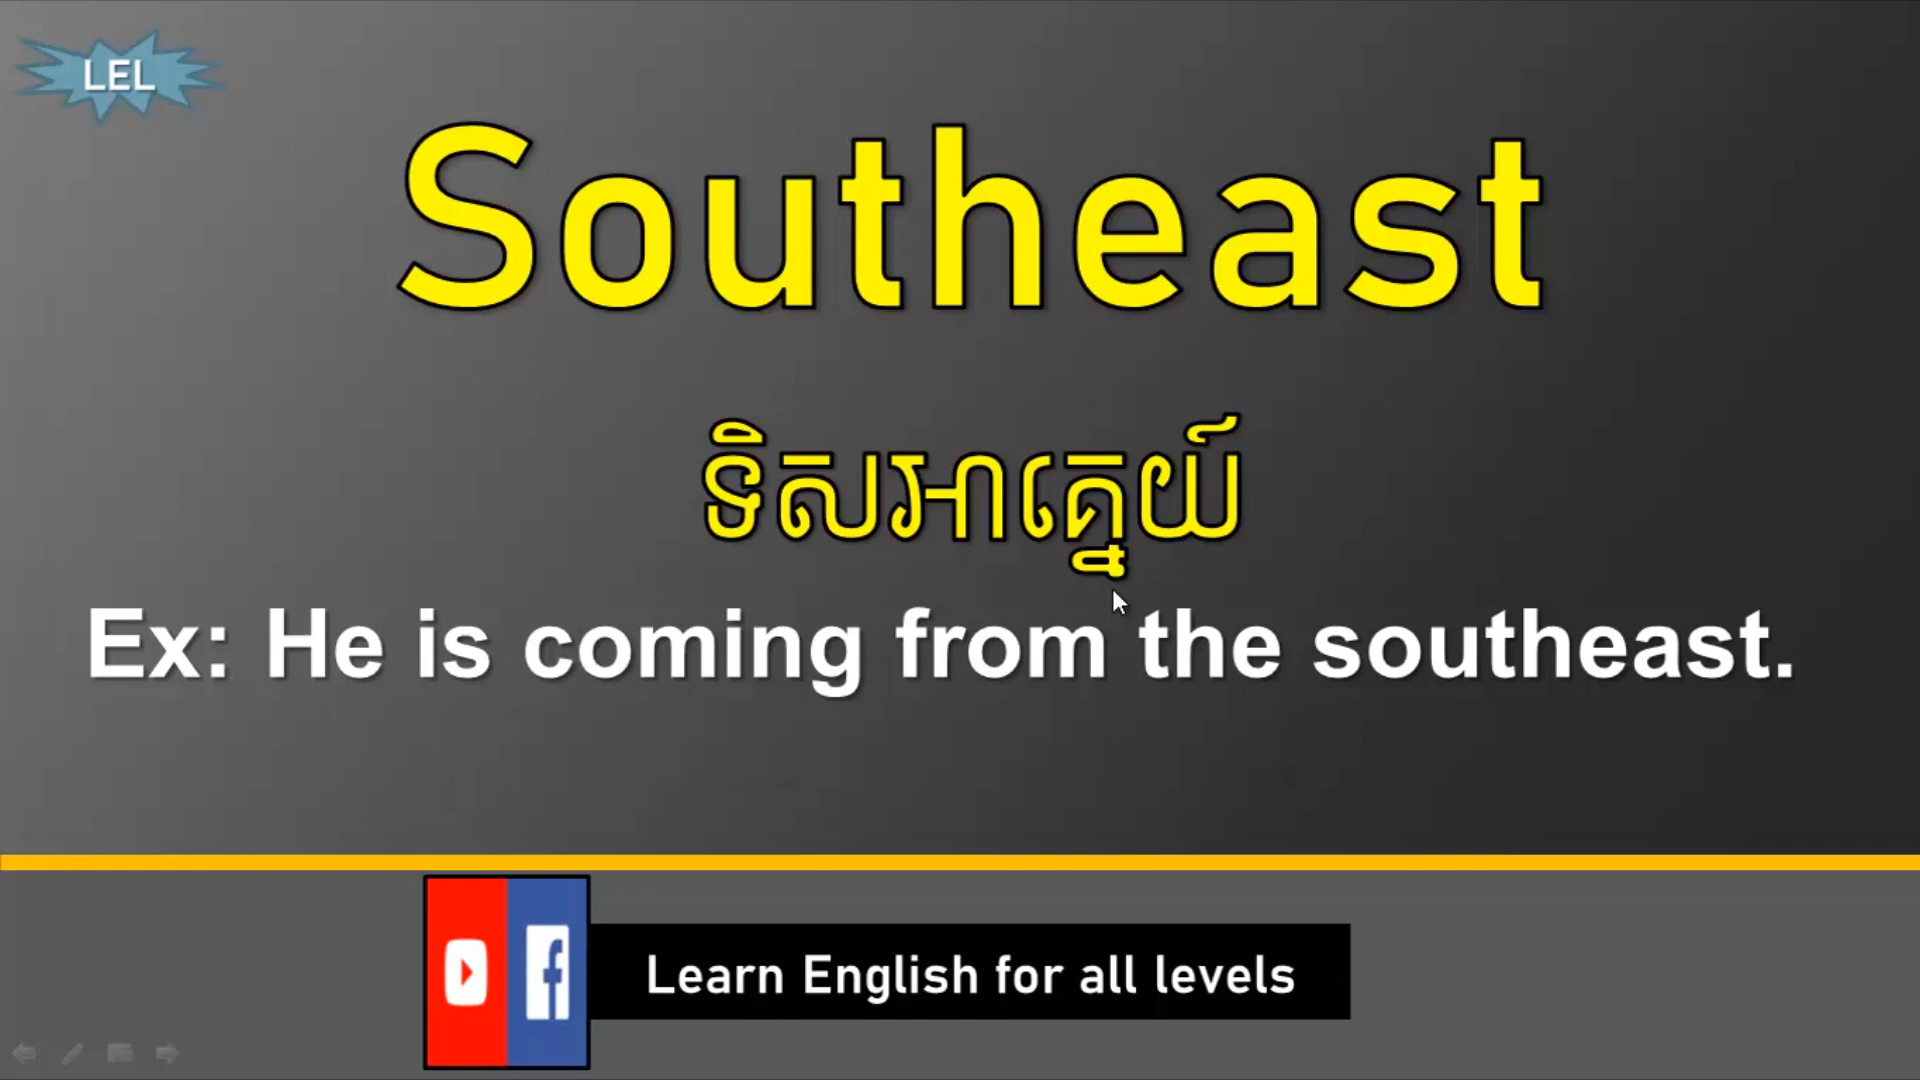 LEL
Southeast
ទិសអាគ្នេយ៍
Ex: He is coming from the southeast.
Learn English for all levels